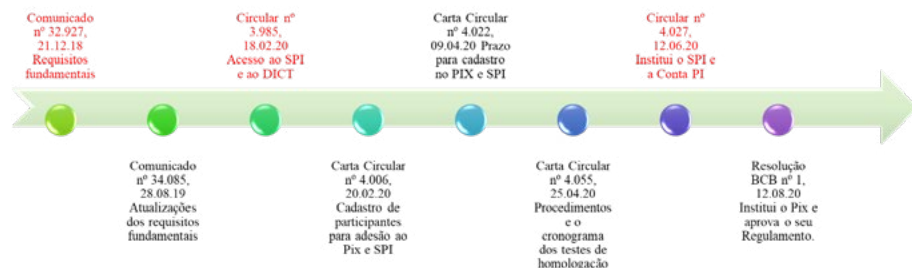 Comunicado
nº 32.927,
21.12.18
Requisitos
fundamentais
Comunicado
nº 34.085,
28.08.19
Atualizações
dos requisitos
fundamentais
Circular nº
3.985,
18.02.20
Acesso ao SPI
e ao DICT
Carta Circular
nº 4.006,
20.02.20
Cadastro de
participantes
para adesão ao
Pix e SPI
Carta Circular
nº 4.022,
09.04.20 Prazo
para cadastro
no PIX e SPI
Carta Circular
nº 4.055,
25.04.20
Procedimentos
e o
cronograma
dos testes de
homologação
Circular nº
4.027,
12.06.20
Institui o SPI e
a Conta PI
Resolução
BCB nº 1,
12.08.20
Institui o Pix e
aprova o seu
Regulamento.